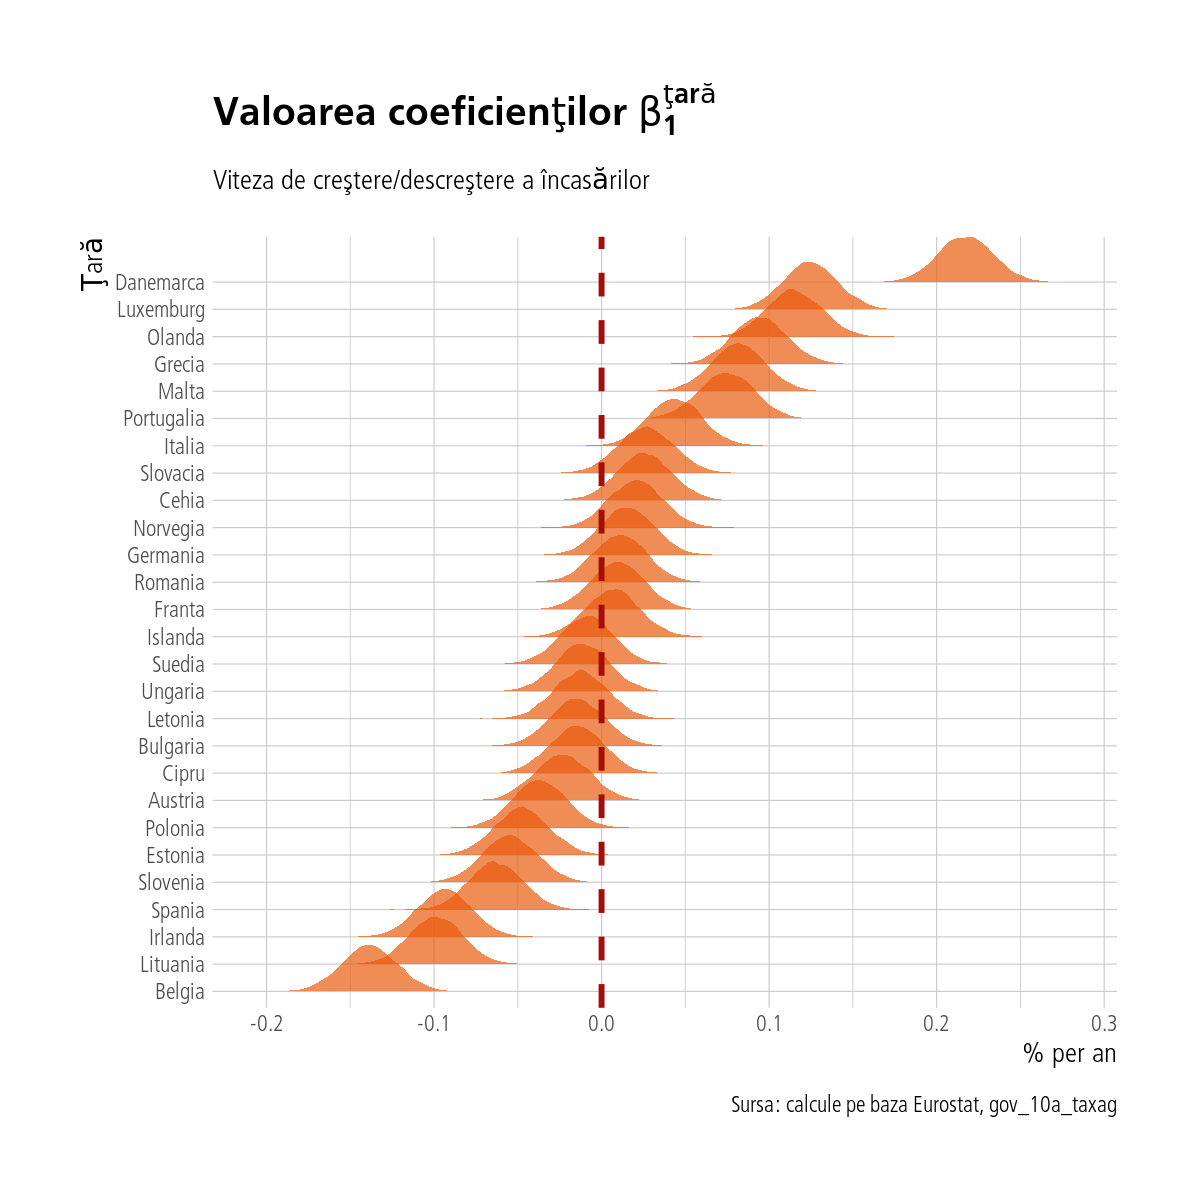 Valoarea coeficienţilor β₁ţară
Viteza de creştere/descreştere a încasărilor
Ţară
Danemarca
Luxemburg
Olanda
Grecia
Malta
Portugalia
Italia
Slovacia
Cehia
Norvegia
Germania
Romania
Franta
Islanda
Suedia
Ungaria
Letonia
Bulgaria
Cipru
Austria
Polonia
Estonia
Slovenia
Spania
Irlanda
Lituania
Belgia
-0.2 -0.1 0.0 0.1 0.2 0.3
% per an
Sursa: calcule pe baza Eurostat, gov_10a_taxag